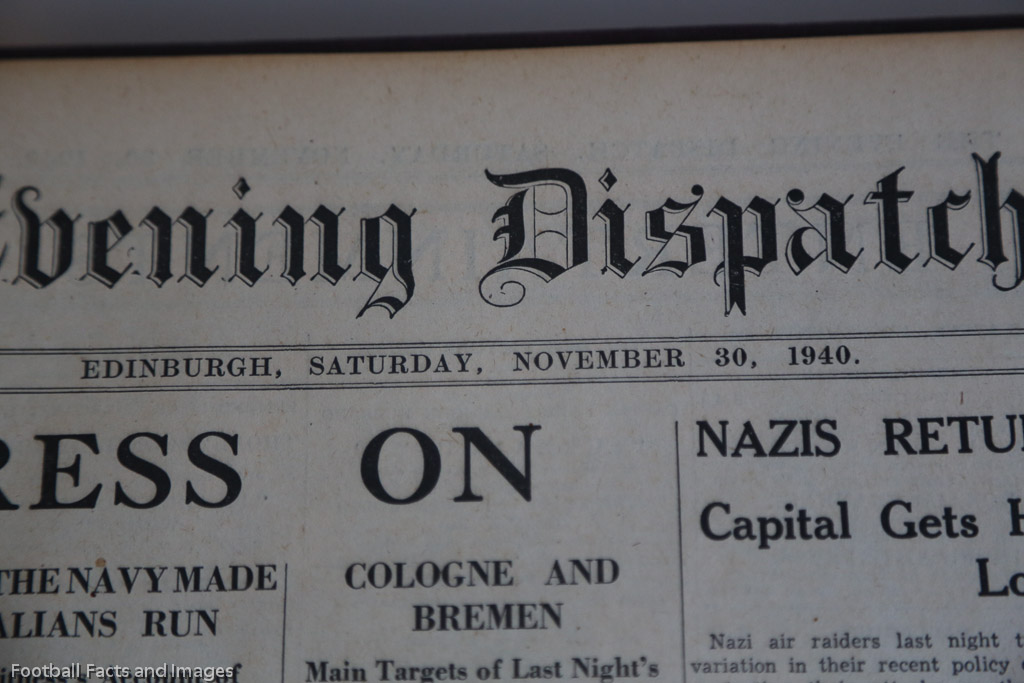 Evening Dispatch
EDINBURGH, SATURDAY, NOVEMBER 30, 1940.
RESS ON
NAZIS RETU
Capital Gets
Lo
THE NAVY MADE
ALIANS RUN
COLOGNE AND
BREMEN
Main Targets of Last Night's
Nazi air raiders last night t
variation in their recent policy
Football Facts and Images